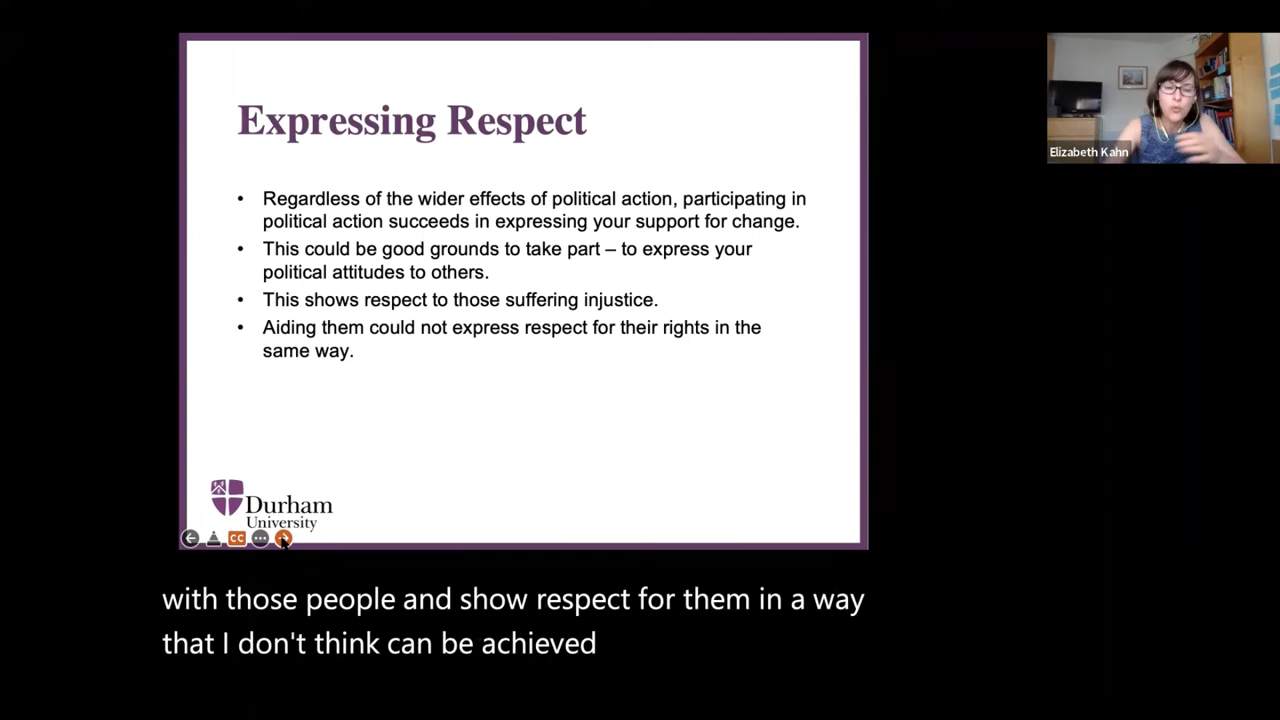 Expressing Respect
• Regardless of the wider effects of political action, participating in
political action succeeds in expressing your support for change.
• This could be good grounds to take part – to express your
political attitudes to others.
• This shows respect to those suffering injustice.
• Aiding them could not express respect for their rights in the
same way.
Durham
University
CC
Elizabeth Kahn
with those people and show respect for them in a way
that I don't think can be achieved